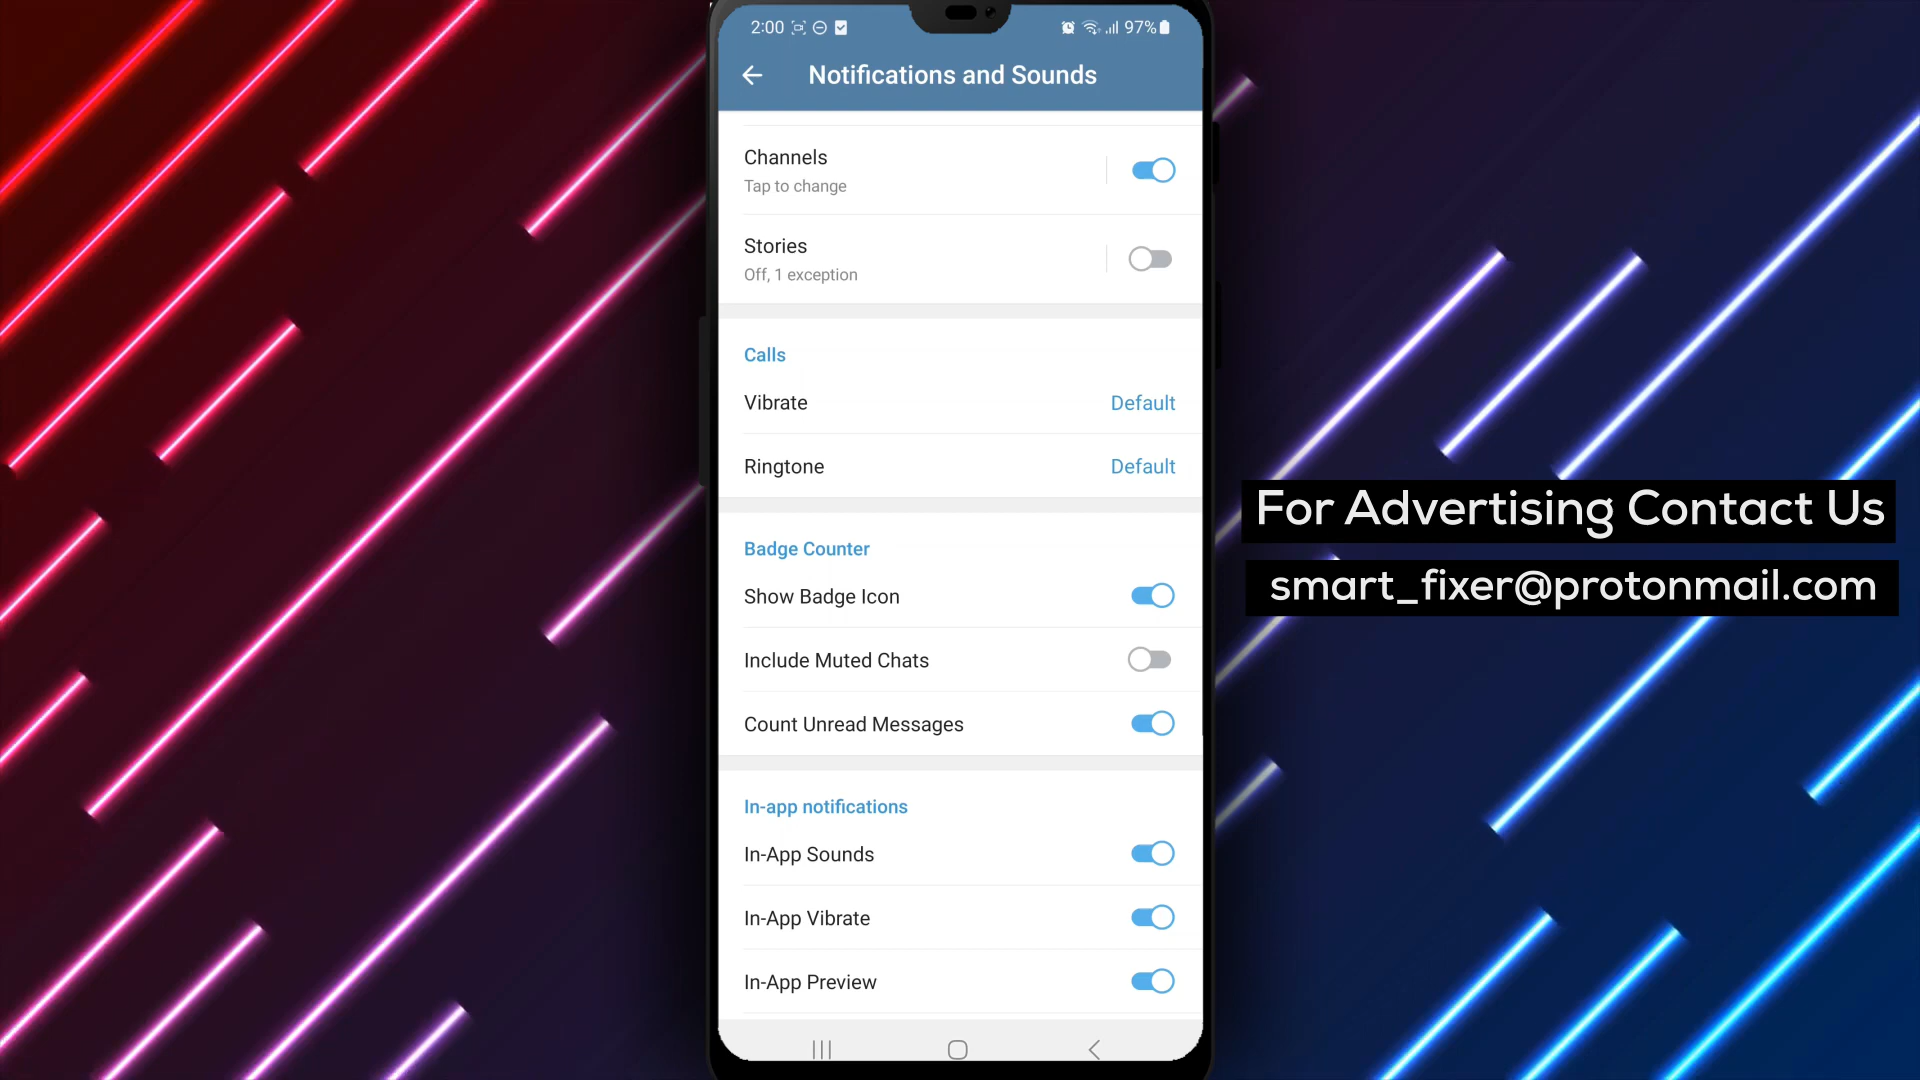 2:00
97%
Notifications and Sounds
Channels
Tap to change
Stories
Off, 1 exception
Calls
Vibrate Default
Ringtone Default
Badge Counter
Show Badge Icon
Include Muted Chats
Count Unread Messages
In-app notifications
In-App Sounds
In-App Vibrate
In-App Preview
For Advertising Contact Us
smart_fixer@protonmail.com